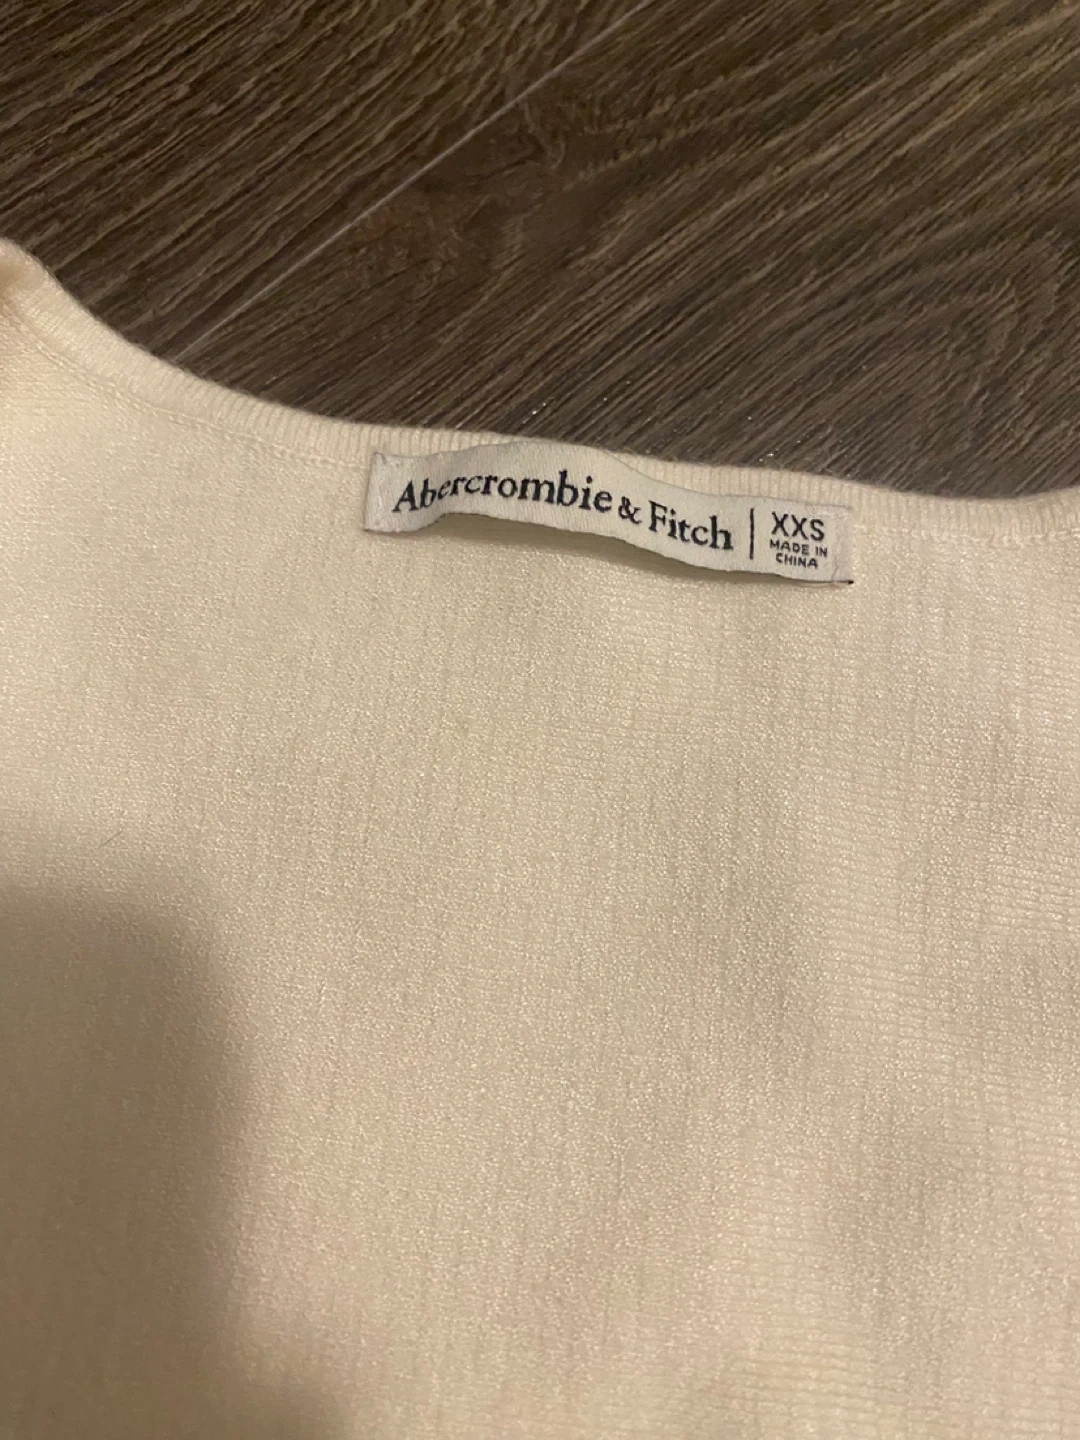 Abercrombie & Fitch
XXS
MADE IN
CHINA